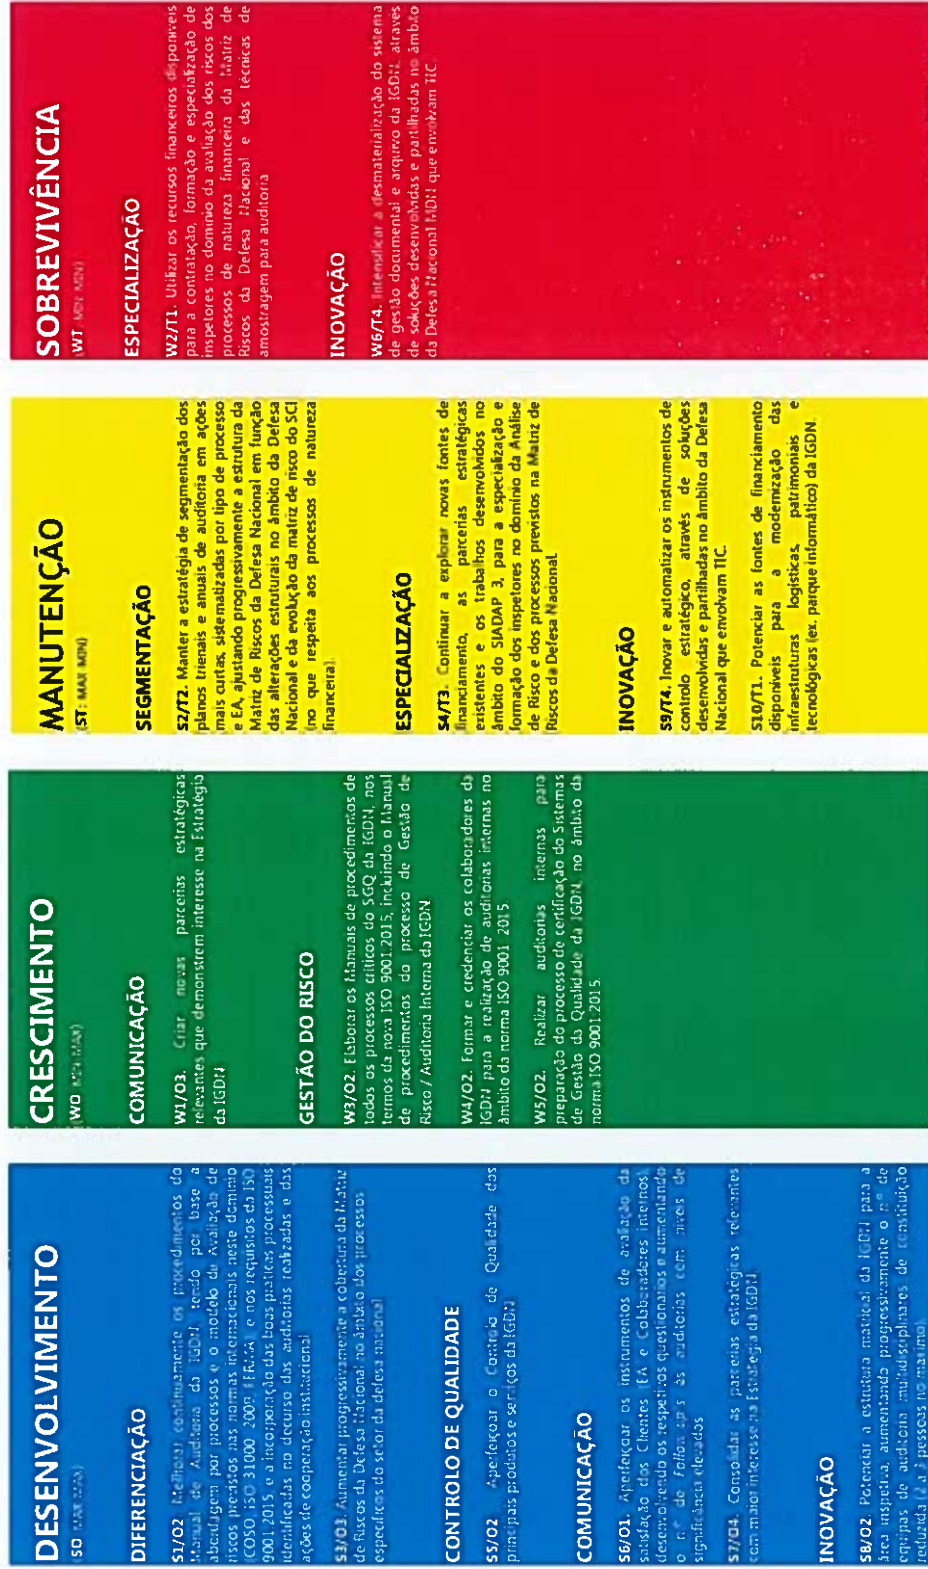 DESENVOLVIMENTO
SO MAX MAX)
DIFERENCIAÇÃO
S1/O2 Melhorar continuamente os procedimentos do
Manual de Auditoria da IGDN tendo por base a
abordagem por processos e o modelo de Avaliação de
riscos previstos nas normas internacionais neste domínio
(COSO ISO 31000 2009 FERMA e nos requisitos da ISO
9001 2015 e a incorporação das boas práticas processuais
identificadas no decurso das auditorias realizadas e das
ações de cooperação institucional
S3/O3. Aumentar progressivamente a cobertura da Matriz
de Riscos da Defesa Nacional no âmbito dos processos
específicos do setor da defesa nacional
CONTROLO DE QUALIDADE
S5/O2 Aperfeiçoar o Controlo de Qualidade dos
principais produtos e serviços da IGDN
COMUNICAÇÃO
S6/O1. Aperfeiçoar os instrumentos de avaliação da
satisfação dos Clientes (EA e Colaboradores internos),
desenvolvendo os respetivos questionários e aumentando
o n.º de Follow up's às auditorias com níveis de
significância elevados
S7/O4. Consolidar as parcerias estratégicas relevantes
com maior interesse na Estratégia da IGDN
INOVAÇÃO
S8/O2. Potenciar a estrutura matricial da IGDN para a
área inspetiva, aumentando progressivamente o n.º de
equipas de auditoria multidisciplinares de constituição
reduzida (2 a 3 pessoas no máximo)
CRESCIMENTO
(WO MIN MAX)
COMUNICAÇÃO
W1/O3. Criar novas parcerias estratégicas
relevantes que demonstrem interesse na Estratégia
da IGDN
GESTÃO DO RISCO
W3/O2. Elaborar os Manuais de procedimentos de
todos os processos críticos do SGQ da IGDN, nos
termos da nova ISO 9001:2015, incluindo o Manual
de procedimentos do processo de Gestão de
Risco / Auditoria Interna da IGDN
W4/O2. Formar e credenciar os colaboradores da
IGDN para a realização de auditorias internas no
âmbito da norma ISO 9001 2015
W5/O2. Realizar auditorias internas para
preparação do processo de certificação do Sistemas
de Gestão da Qualidade da IGDN, no âmbito da
norma ISO 9001:2015
MANUTENÇÃO
(ST: MAX MIN)
SEGMENTAÇÃO
S2/T2. Manter a estratégia de segmentação dos
planos trienais e anuais de auditoria em ações
mais curtas, sistematizadas por tipo de processo
e EA, ajustando progressivamente a estrutura da
Matriz de Riscos da Defesa Nacional em função
das alterações estruturais no âmbito da Defesa
Nacional e da evolução da matriz de risco do SCI
(no que respeita aos processos de natureza
financeira).
ESPECIALIZAÇÃO
S4/T3. Continuar a explorar novas fontes de
financiamento, as parcerias estratégicas
existentes e os trabalhos desenvolvidos no
âmbito do SIADAP 3, para a especialização e
formação dos inspetores no domínio da Análise
de Risco e dos processos previstos na Matriz de
Riscos da Defesa Nacional
INOVAÇÃO
S9/T4. Inovar e automatizar os instrumentos de
controlo estratégico, através de soluções
desenvolvidas e partilhadas no âmbito da Defesa
Nacional que envolvam TIC.
S10/T1. Potenciar as fontes de financiamento
disponíveis para a modernização das
infraestruturas logísticas, patrimoniais e
tecnológicas (ex. parque informático) da IGDN.
SOBREVIVÊNCIA
(WT MIN MIN)
ESPECIALIZAÇÃO
W2/T1. Utilizar os recursos financeiros disponíveis
para a contratação, formação e especialização de
inspetores no domínio da avaliação dos riscos dos
processos de natureza financeira da Matriz de
Riscos da Defesa Nacional e das técnicas de
amostragem para auditoria
INOVAÇÃO
W6/T4. Intensificar a desmaterialização do sistema
de gestão documental e arquivo da IGDN, através
de soluções desenvolvidas e partilhadas no âmbito
da Defesa Nacional MDN que envolvam TIC